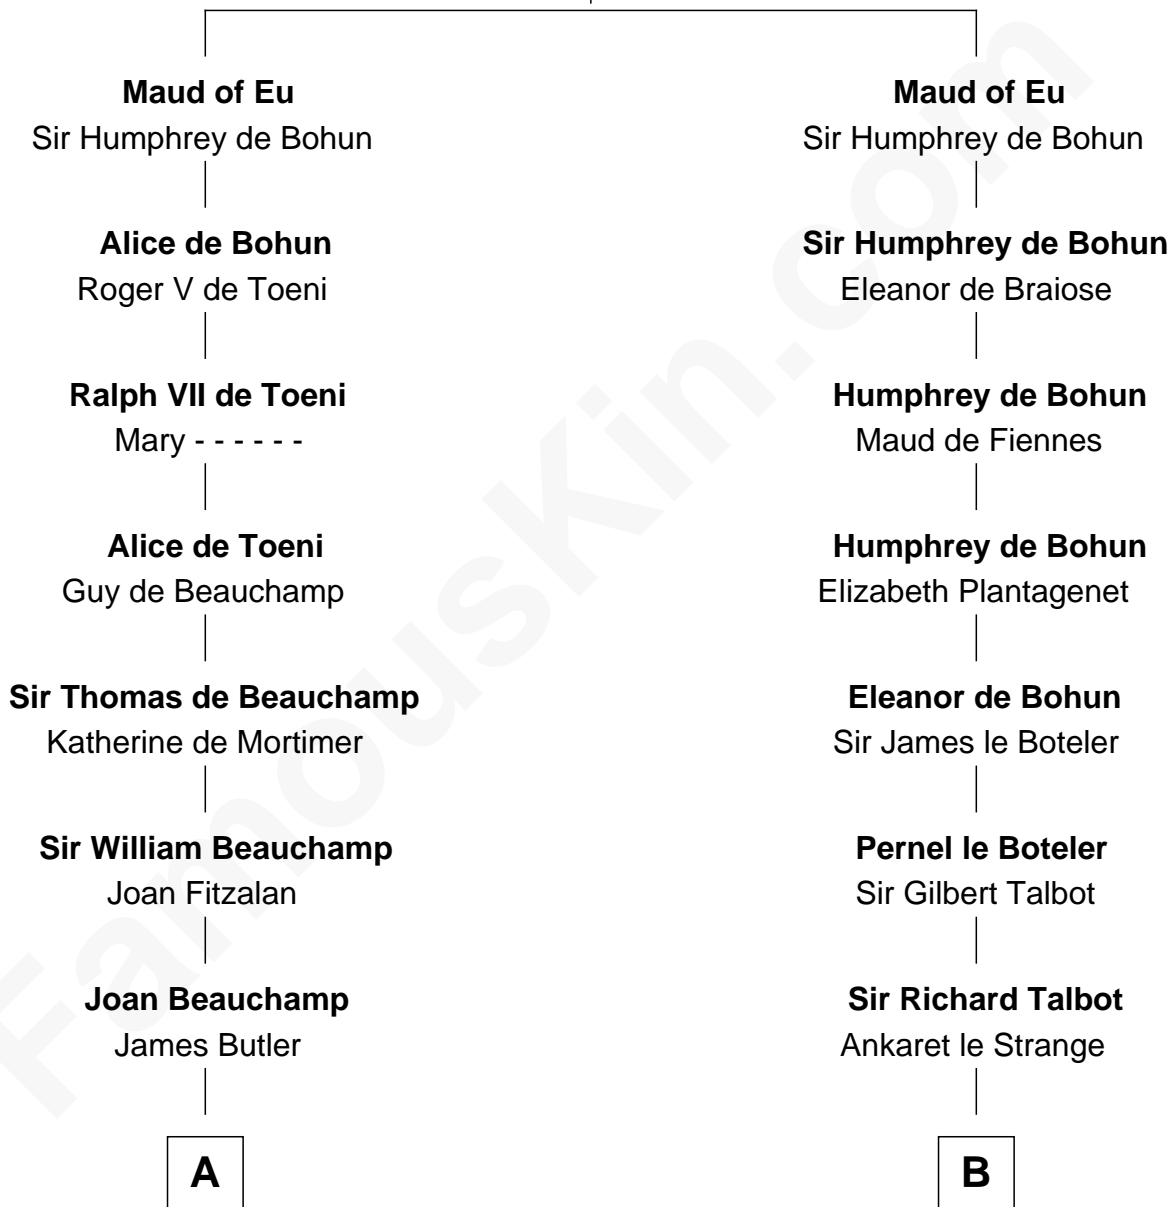 Maud of Eu
Sir Humphrey de Bohun
Alice de Bohun
Roger V de Toeni
Ralph VII de Toeni
Mary - - - - - -
Alice de Toeni
Guy de Beauchamp
Sir Thomas de Beauchamp
Katherine de Mortimer
Sir William Beauchamp
Joan Fitzalan
Joan Beauchamp
James Butler
A
Maud of Eu
Sir Humphrey de Bohun
Sir Humphrey de Bohun
Eleanor de Braiose
Humphrey de Bohun
Maud de Fiennes
Humphrey de Bohun
Elizabeth Plantagenet
Eleanor de Bohun
Sir James le Boteler
Pernel le Boteler
Sir Gilbert Talbot
Sir Richard Talbot
Ankaret le Strange
B
FamousKin.com